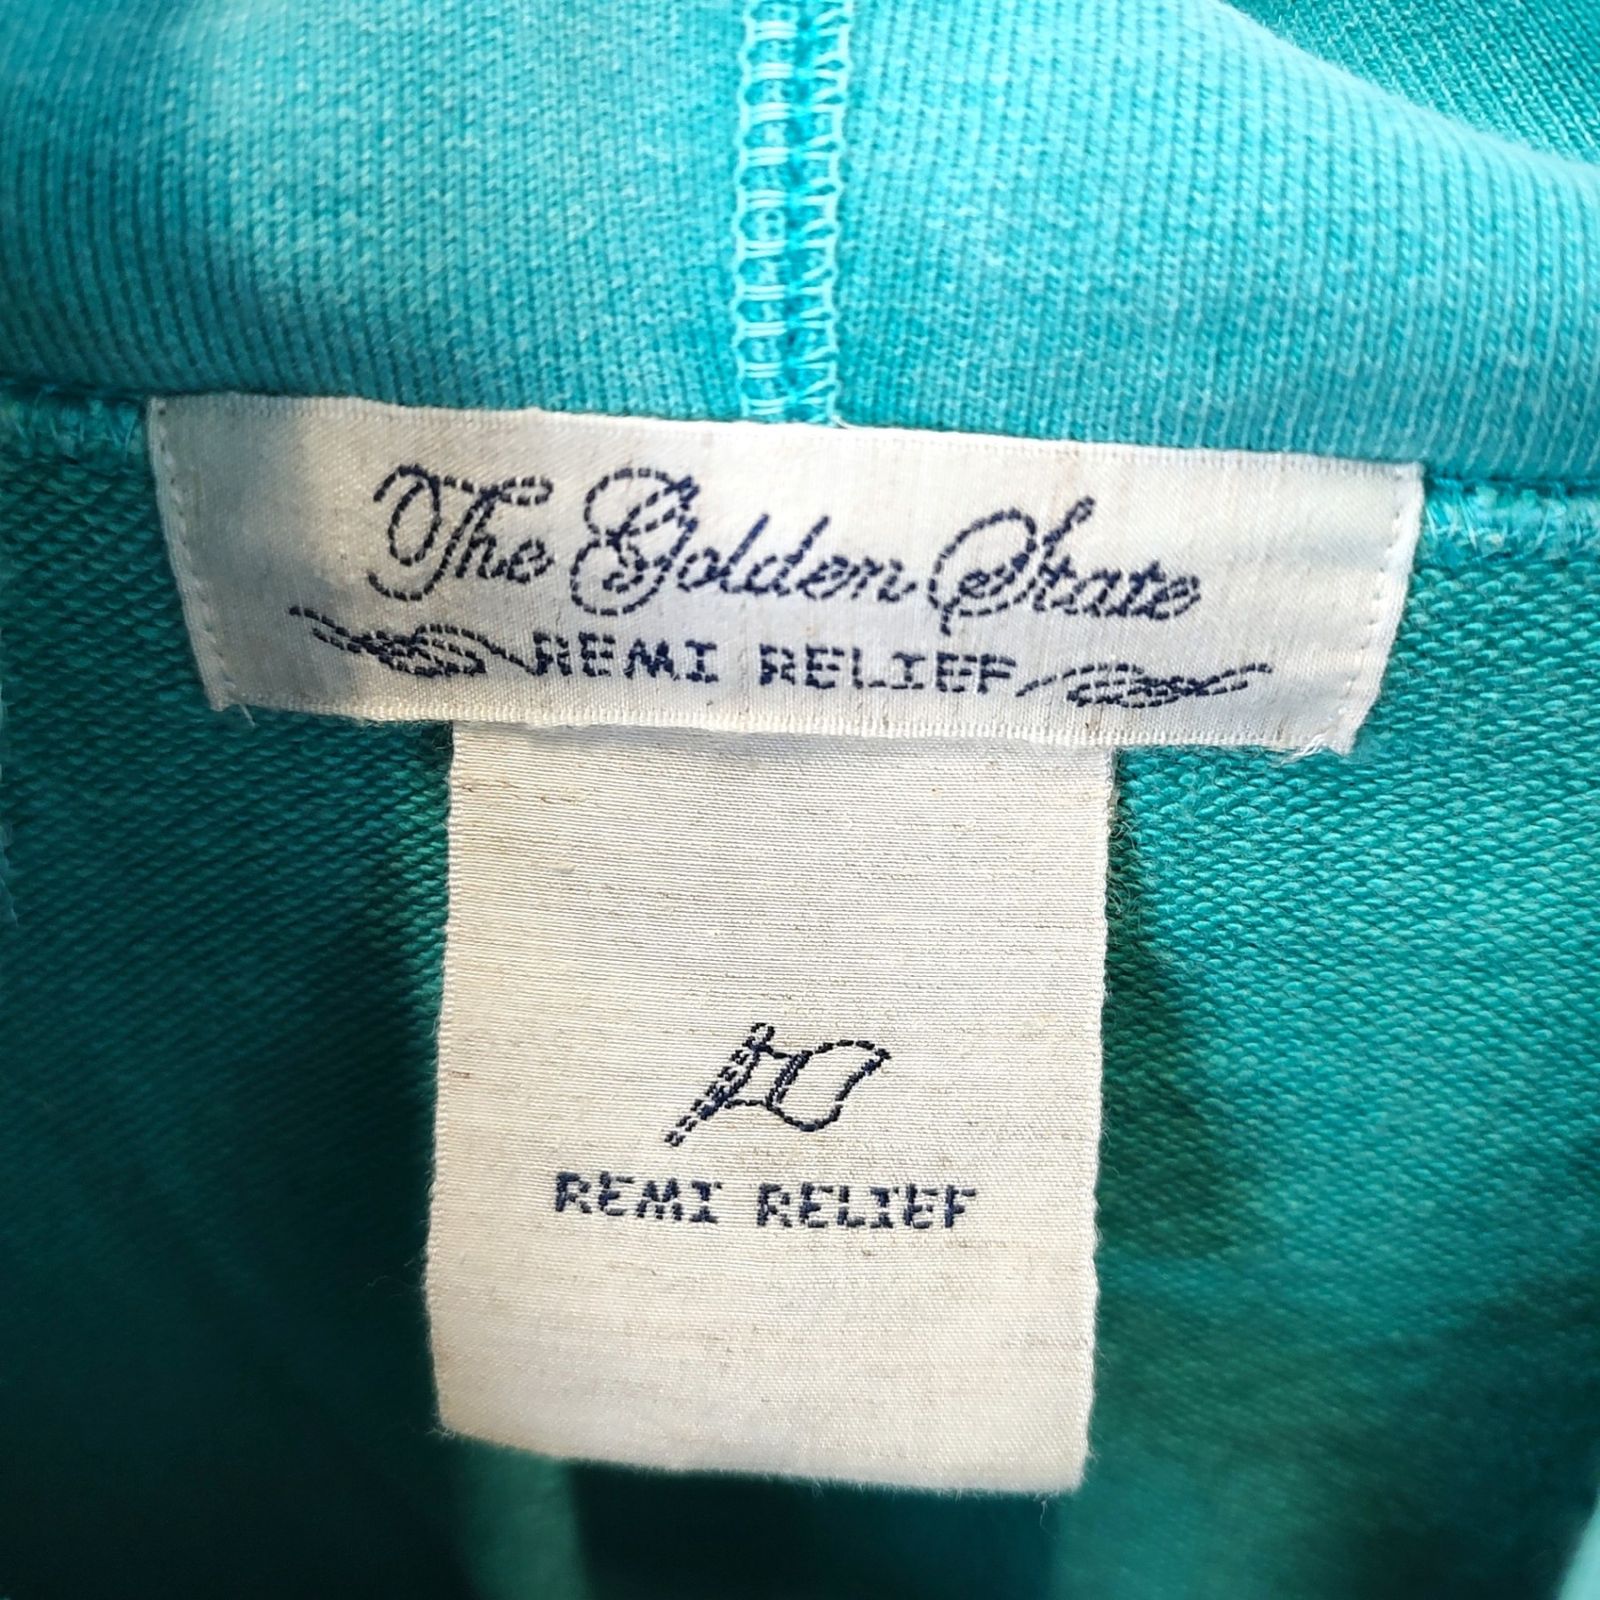 The Golden State
REMI RELIEF
REMI RELIEF